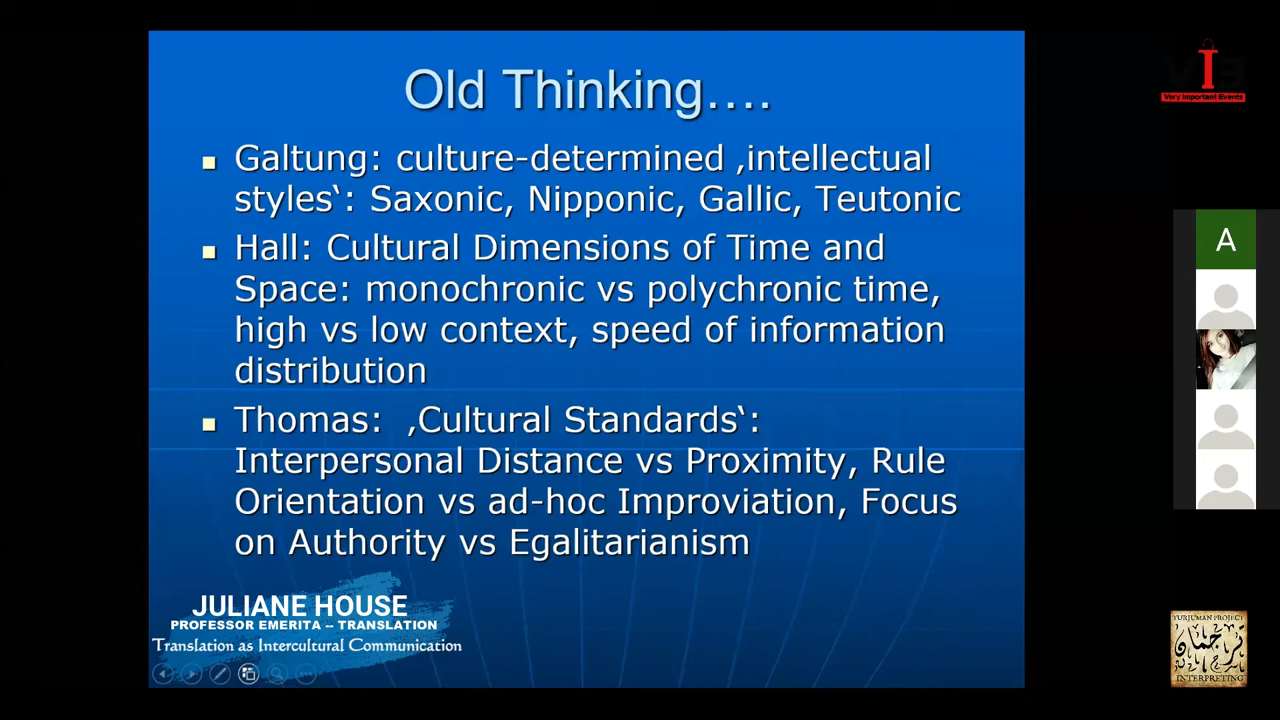 Old Thinking….
Galtung: culture-determined ‚intellectual
styles‘: Saxonic, Nipponic, Gallic, Teutonic
Hall: Cultural Dimensions of Time and
Space: monochronic vs polychronic time,
high vs low context, speed of information
distribution
Thomas: ‚Cultural Standards‘:
Interpersonal Distance vs Proximity, Rule
Orientation vs ad-hoc Improviation, Focus
on Authority vs Egalitarianism
JULIANE HOUSE
PROFESSOR EMERITA -- TRANSLATION
Translation as Intercultural Communication
Very Important Events
A
TURJUMAN PROJECT
ترجمان
INTERPRETING